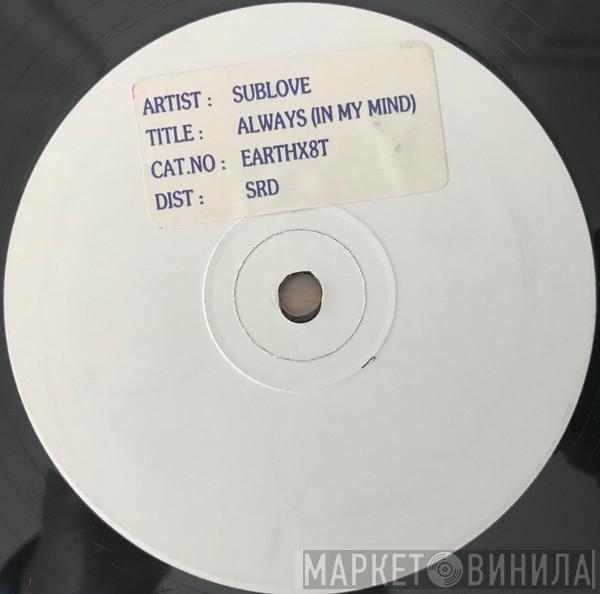 ARTIST : SUBLOVE
TITLE : ALWAYS (IN MY MIND)
CAT.NO : EARTHX8T
DIST : SRD
МАРКЕТ ВИНИЛА